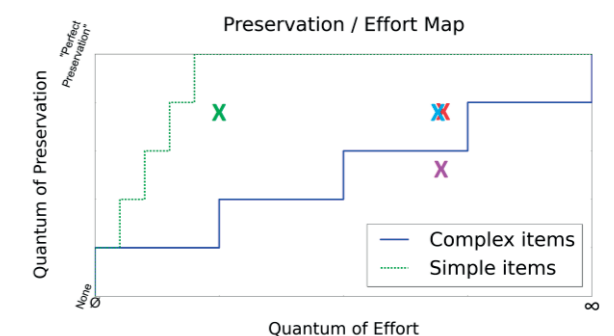 Preservation / Effort Map
"Perfect
Preservation"
Quantum of Preservation
X
X X
X
Complex items
Simple items
None
Ø
∞
Quantum of Effort